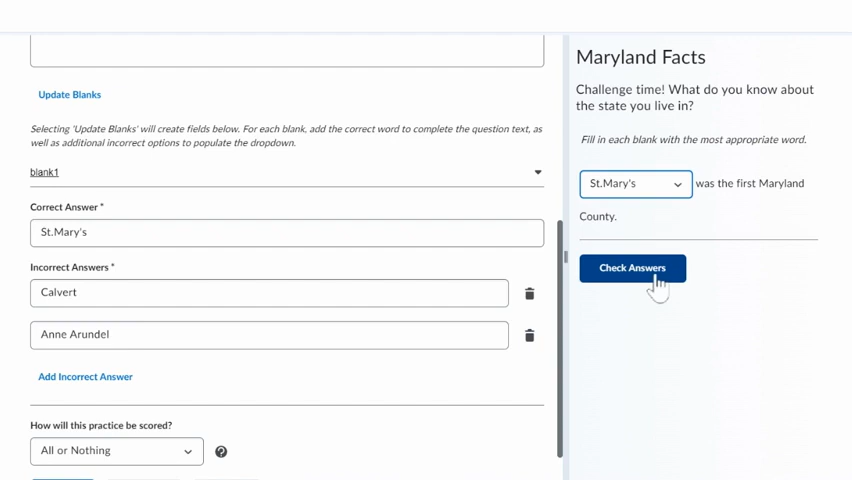 Update Blanks
Selecting 'Update Blanks' will create fields below. For each blank, add the correct word to complete the question text, as
well as additional incorrect options to populate the dropdown.
blank1
Correct Answer *
St.Mary's
Incorrect Answers *
Calvert
Anne Arundel
Add Incorrect Answer
How will this practice be scored?
All or Nothing
Maryland Facts
Challenge time! What do you know about
the state you live in?
Fill in each blank with the most appropriate word.
St.Mary's was the first Maryland
County.
Check Answers